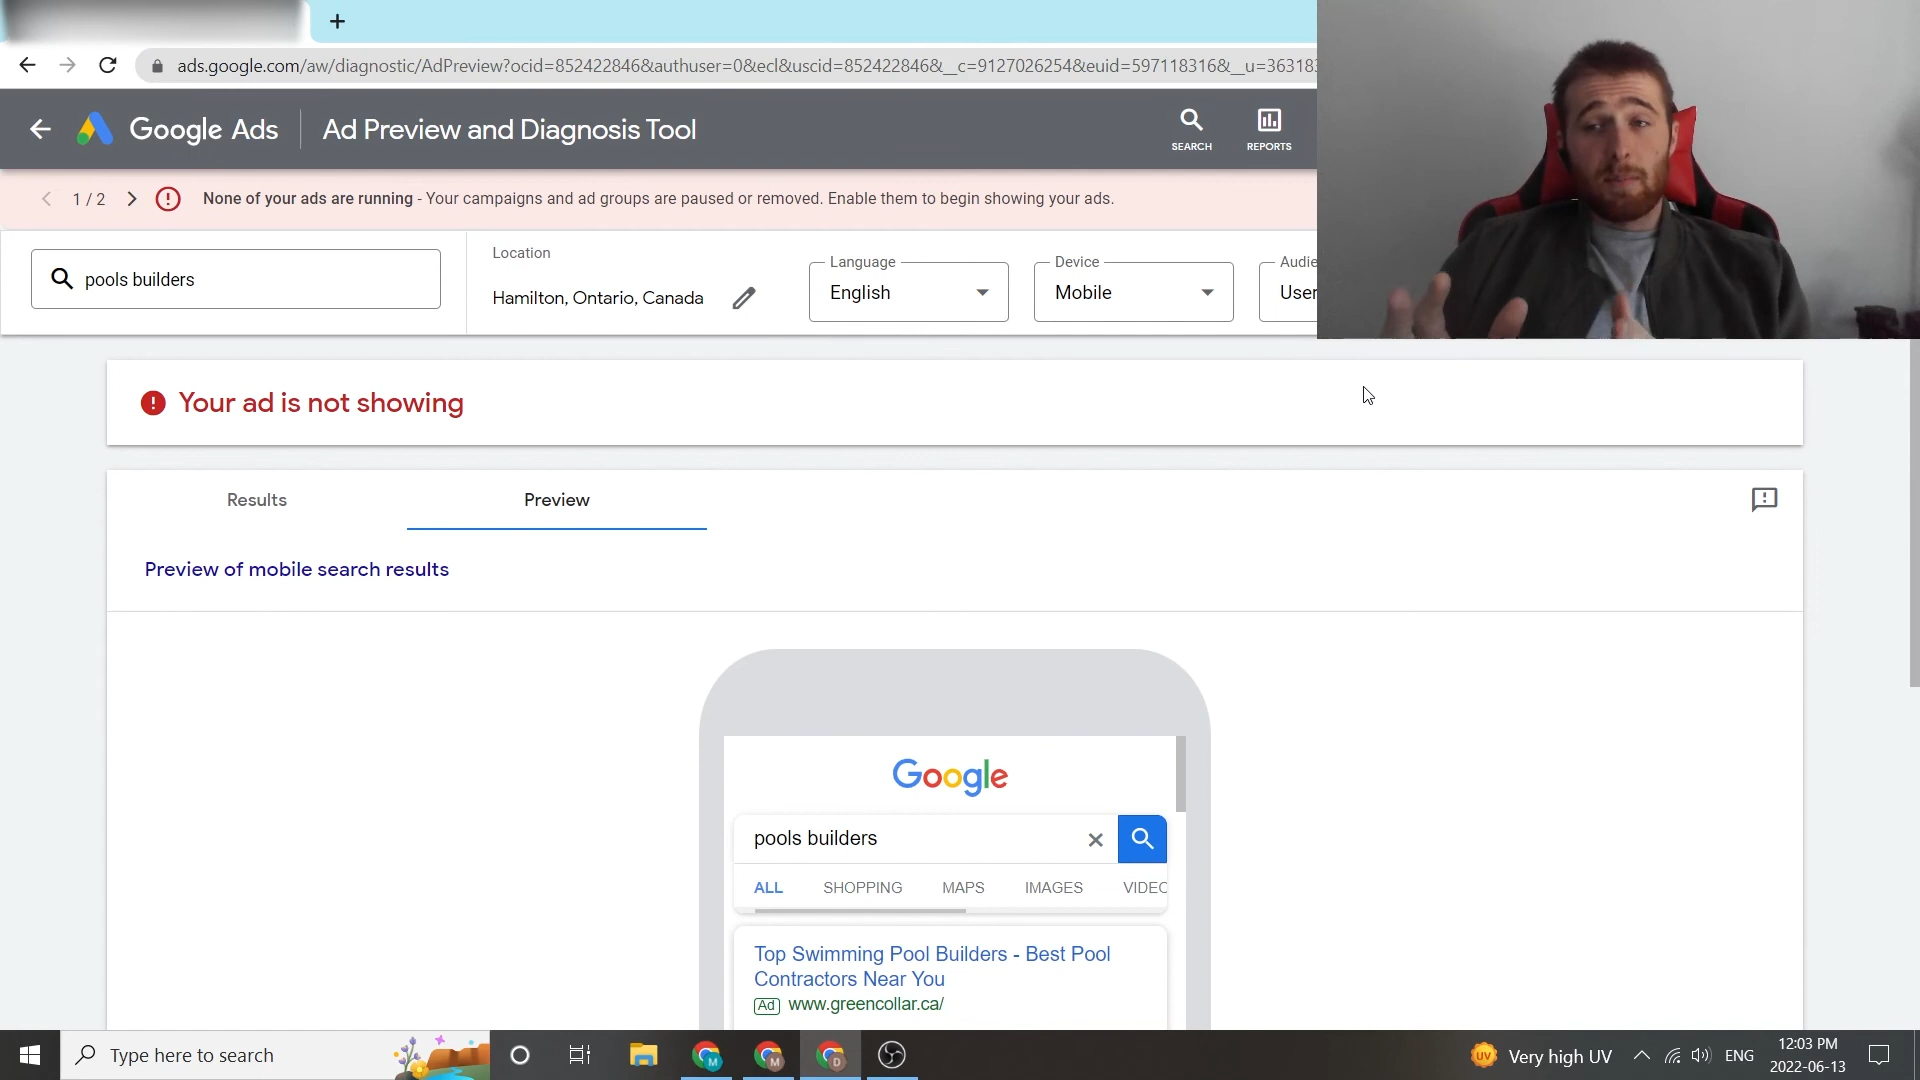 ads.google.com/aw/diagnostic/AdPreview?ocid=852422846&authuser=0&ecl&uscid=852422846&__c=9127026254&euid=597118316&__u=36318
Google Ads
Ad Preview and Diagnosis Tool
SEARCH
REPORTS
1 / 2
None of your ads are running - Your campaigns and ad groups are paused or removed. Enable them to begin showing your ads.
pools builders
Location
Hamilton, Ontario, Canada
Language
English
Device
Mobile
Audie
User
Your ad is not showing
Results
Preview
Preview of mobile search results
Google
pools builders
ALL
SHOPPING
MAPS
IMAGES
VIDEO
Top Swimming Pool Builders - Best Pool
Contractors Near You
Ad www.greencollar.ca/
Type here to search
M
M
D
UV
Very high UV
ENG
12:03 PM
2022-06-13